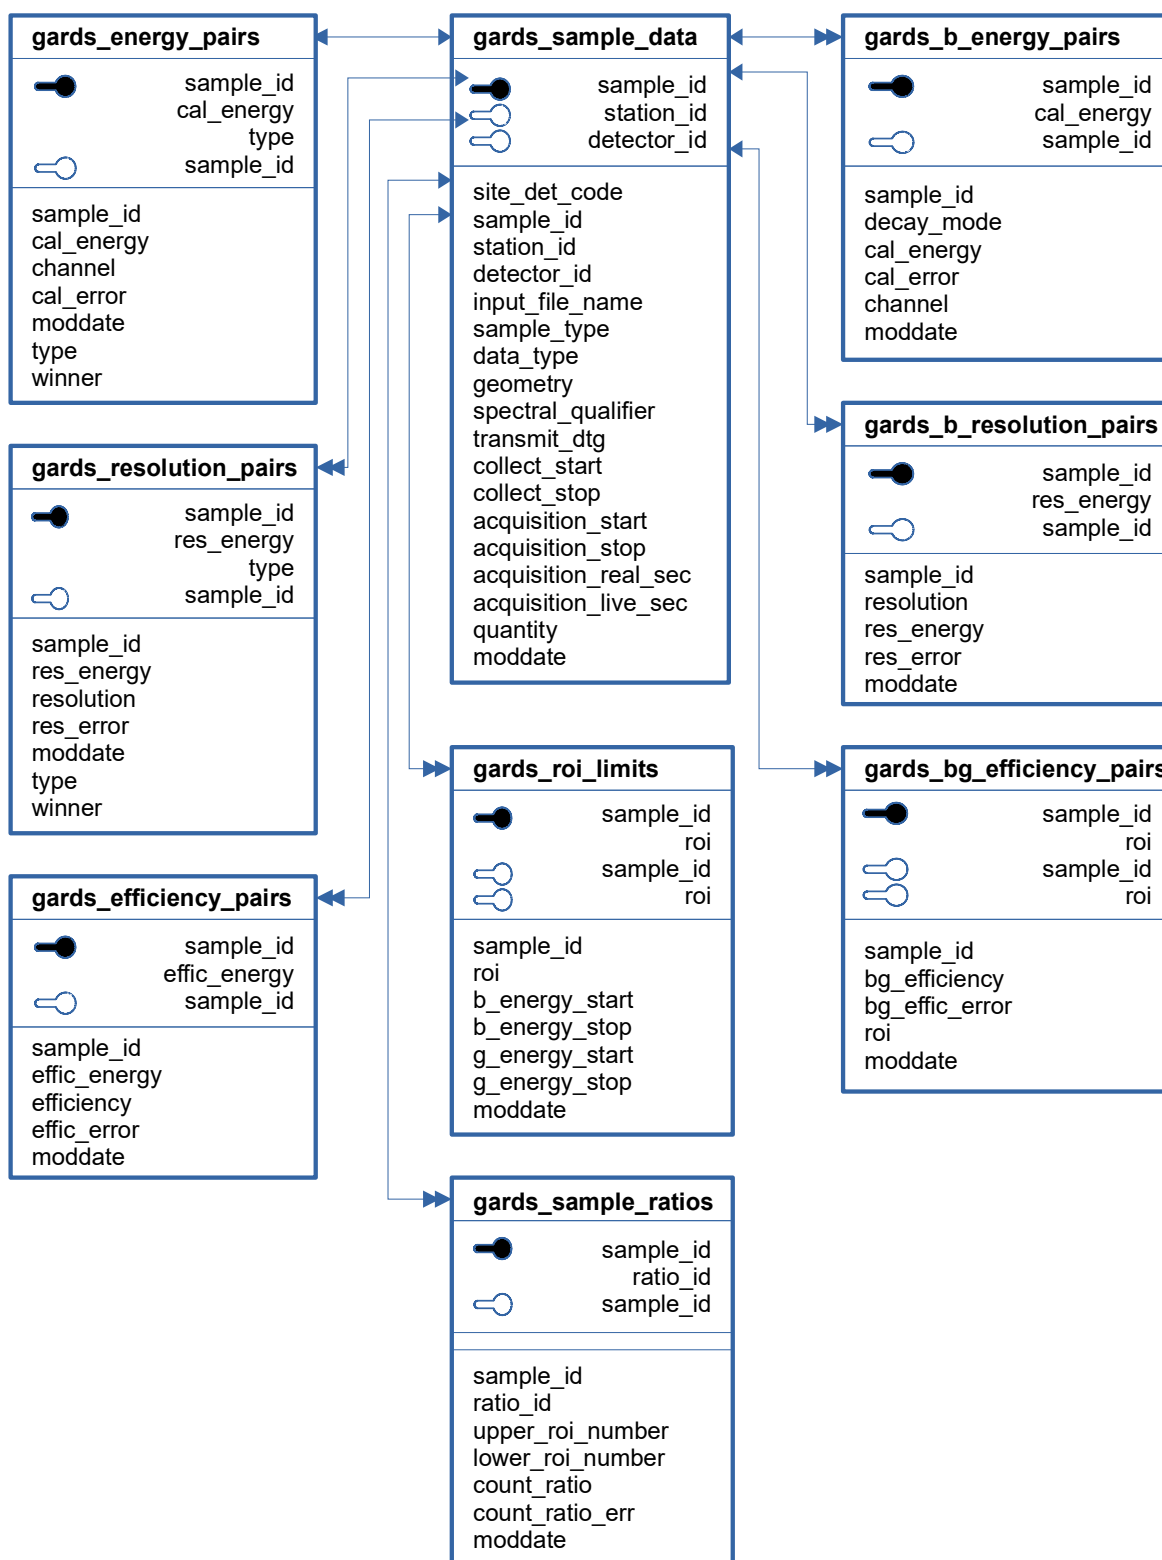 gards_energy_pairs
sample_id
cal_energy
type
sample_id
sample_id
cal_energy
channel
cal_error
moddate
type
winner
gards_resolution_pairs
sample_id
res_energy
type
sample_id
sample_id
res_energy
resolution
res_error
moddate
type
winner
gards_efficiency_pairs
sample_id
effic_energy
sample_id
sample_id
effic_energy
efficiency
effic_error
moddate
gards_sample_data
sample_id
station_id
detector_id
site_det_code
sample_id
station_id
detector_id
input_file_name
sample_type
data_type
geometry
spectral_qualifier
transmit_dtg
collect_start
collect_stop
acquisition_start
acquisition_stop
acquisition_real_sec
acquisition_live_sec
quantity
moddate
gards_roi_limits
sample_id
roi
sample_id
roi
sample_id
roi
b_energy_start
b_energy_stop
g_energy_start
g_energy_stop
moddate
gards_sample_ratios
sample_id
ratio_id
sample_id
sample_id
ratio_id
upper_roi_number
lower_roi_number
count_ratio
count_ratio_err
moddate
gards_b_energy_pairs
sample_id
cal_energy
sample_id
sample_id
decay_mode
cal_energy
cal_error
channel
moddate
gards_b_resolution_pairs
sample_id
res_energy
sample_id
sample_id
resolution
res_energy
res_error
moddate
gards_bg_efficiency_pairs
sample_id
roi
sample_id
roi
sample_id
bg_efficiency
bg_effic_error
roi
moddate